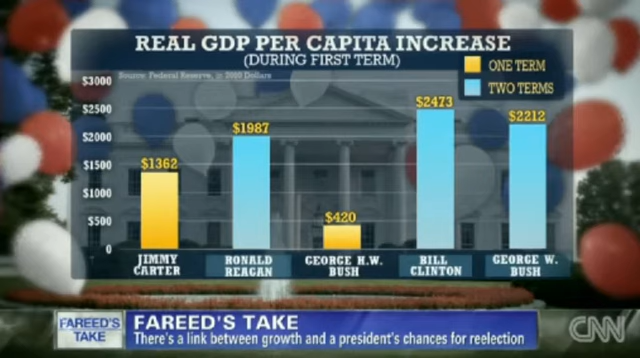 REAL GDP PER CAPITA INCREASE
(DURING FIRST TERM)
Source: Federal Reserve, in 2005 Dollars
ONE TERM
TWO TERMS
$3000
$2500
$2000
$1500
$1000
$500
0
$1362
$1987
$420
$2473
$2212
JIMMY
CARTER
RONALD
REAGAN
GEORGE H.W.
BUSH
BILL
CLINTON
GEORGE W.
BUSH
FAREED'S
TAKE
FAREED'S TAKE
There's a link between growth and a president's chances for reelection
CNN